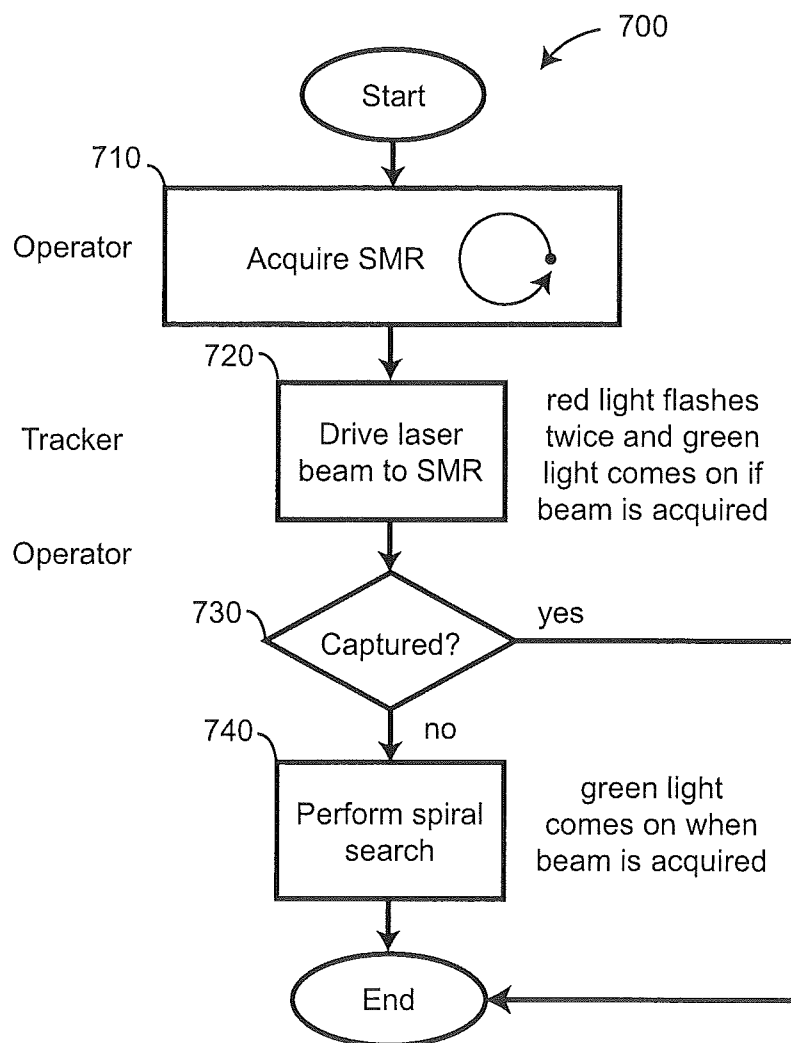 700
Start
710
Operator
Acquire SMR
720
Tracker
Drive laser
beam to SMR
red light flashes
twice and green
light comes on if
beam is acquired
Operator
730
Captured?
yes
no
740
Perform spiral
search
green light
comes on when
beam is acquired
End